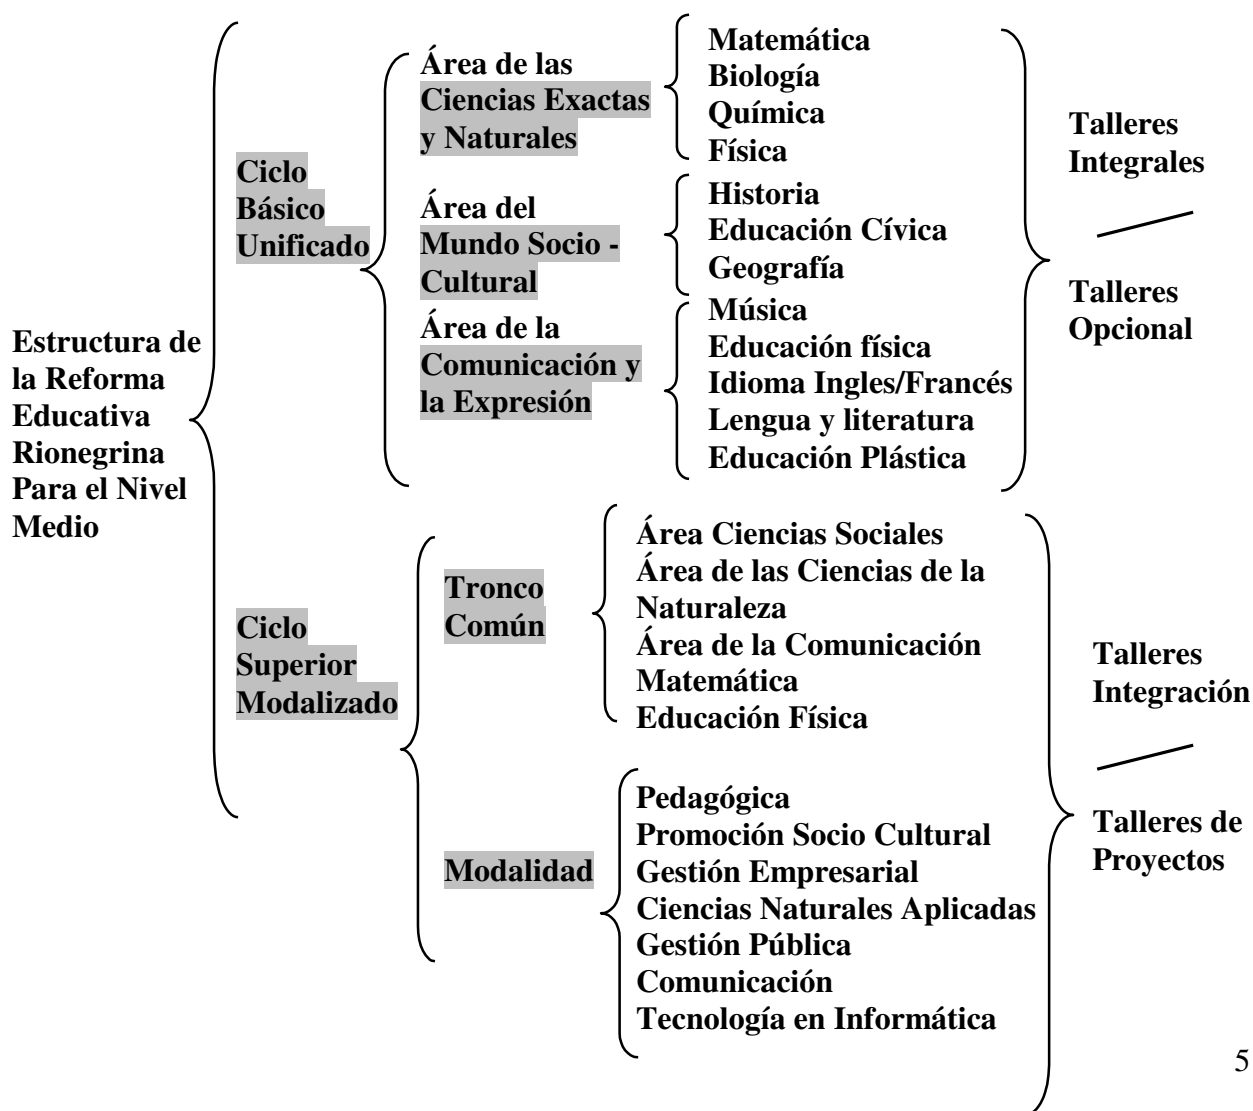 Estructura de
la Reforma
Educativa
Rionegrina
Para el Nivel
Medio
Ciclo
Básico
Unificado
Área de las
Ciencias Exactas
y Naturales
Matemática
Biología
Química
Física
Área del
Mundo Socio -
Cultural
Historia
Educación Cívica
Geografía
Área de la
Comunicación y
la Expresión
Música
Educación física
Idioma Ingles/Francés
Lengua y literatura
Educación Plástica
Talleres
Integrales
Talleres
Opcional
Ciclo
Superior
Modalizado
Tronco
Común
Área Ciencias Sociales
Área de las Ciencias de la
Naturaleza
Área de la Comunicación
Matemática
Educación Física
Modalidad
Pedagógica
Promoción Socio Cultural
Gestión Empresarial
Ciencias Naturales Aplicadas
Gestión Pública
Comunicación
Tecnología en Informática
Talleres
Integración
Talleres de
Proyectos
5